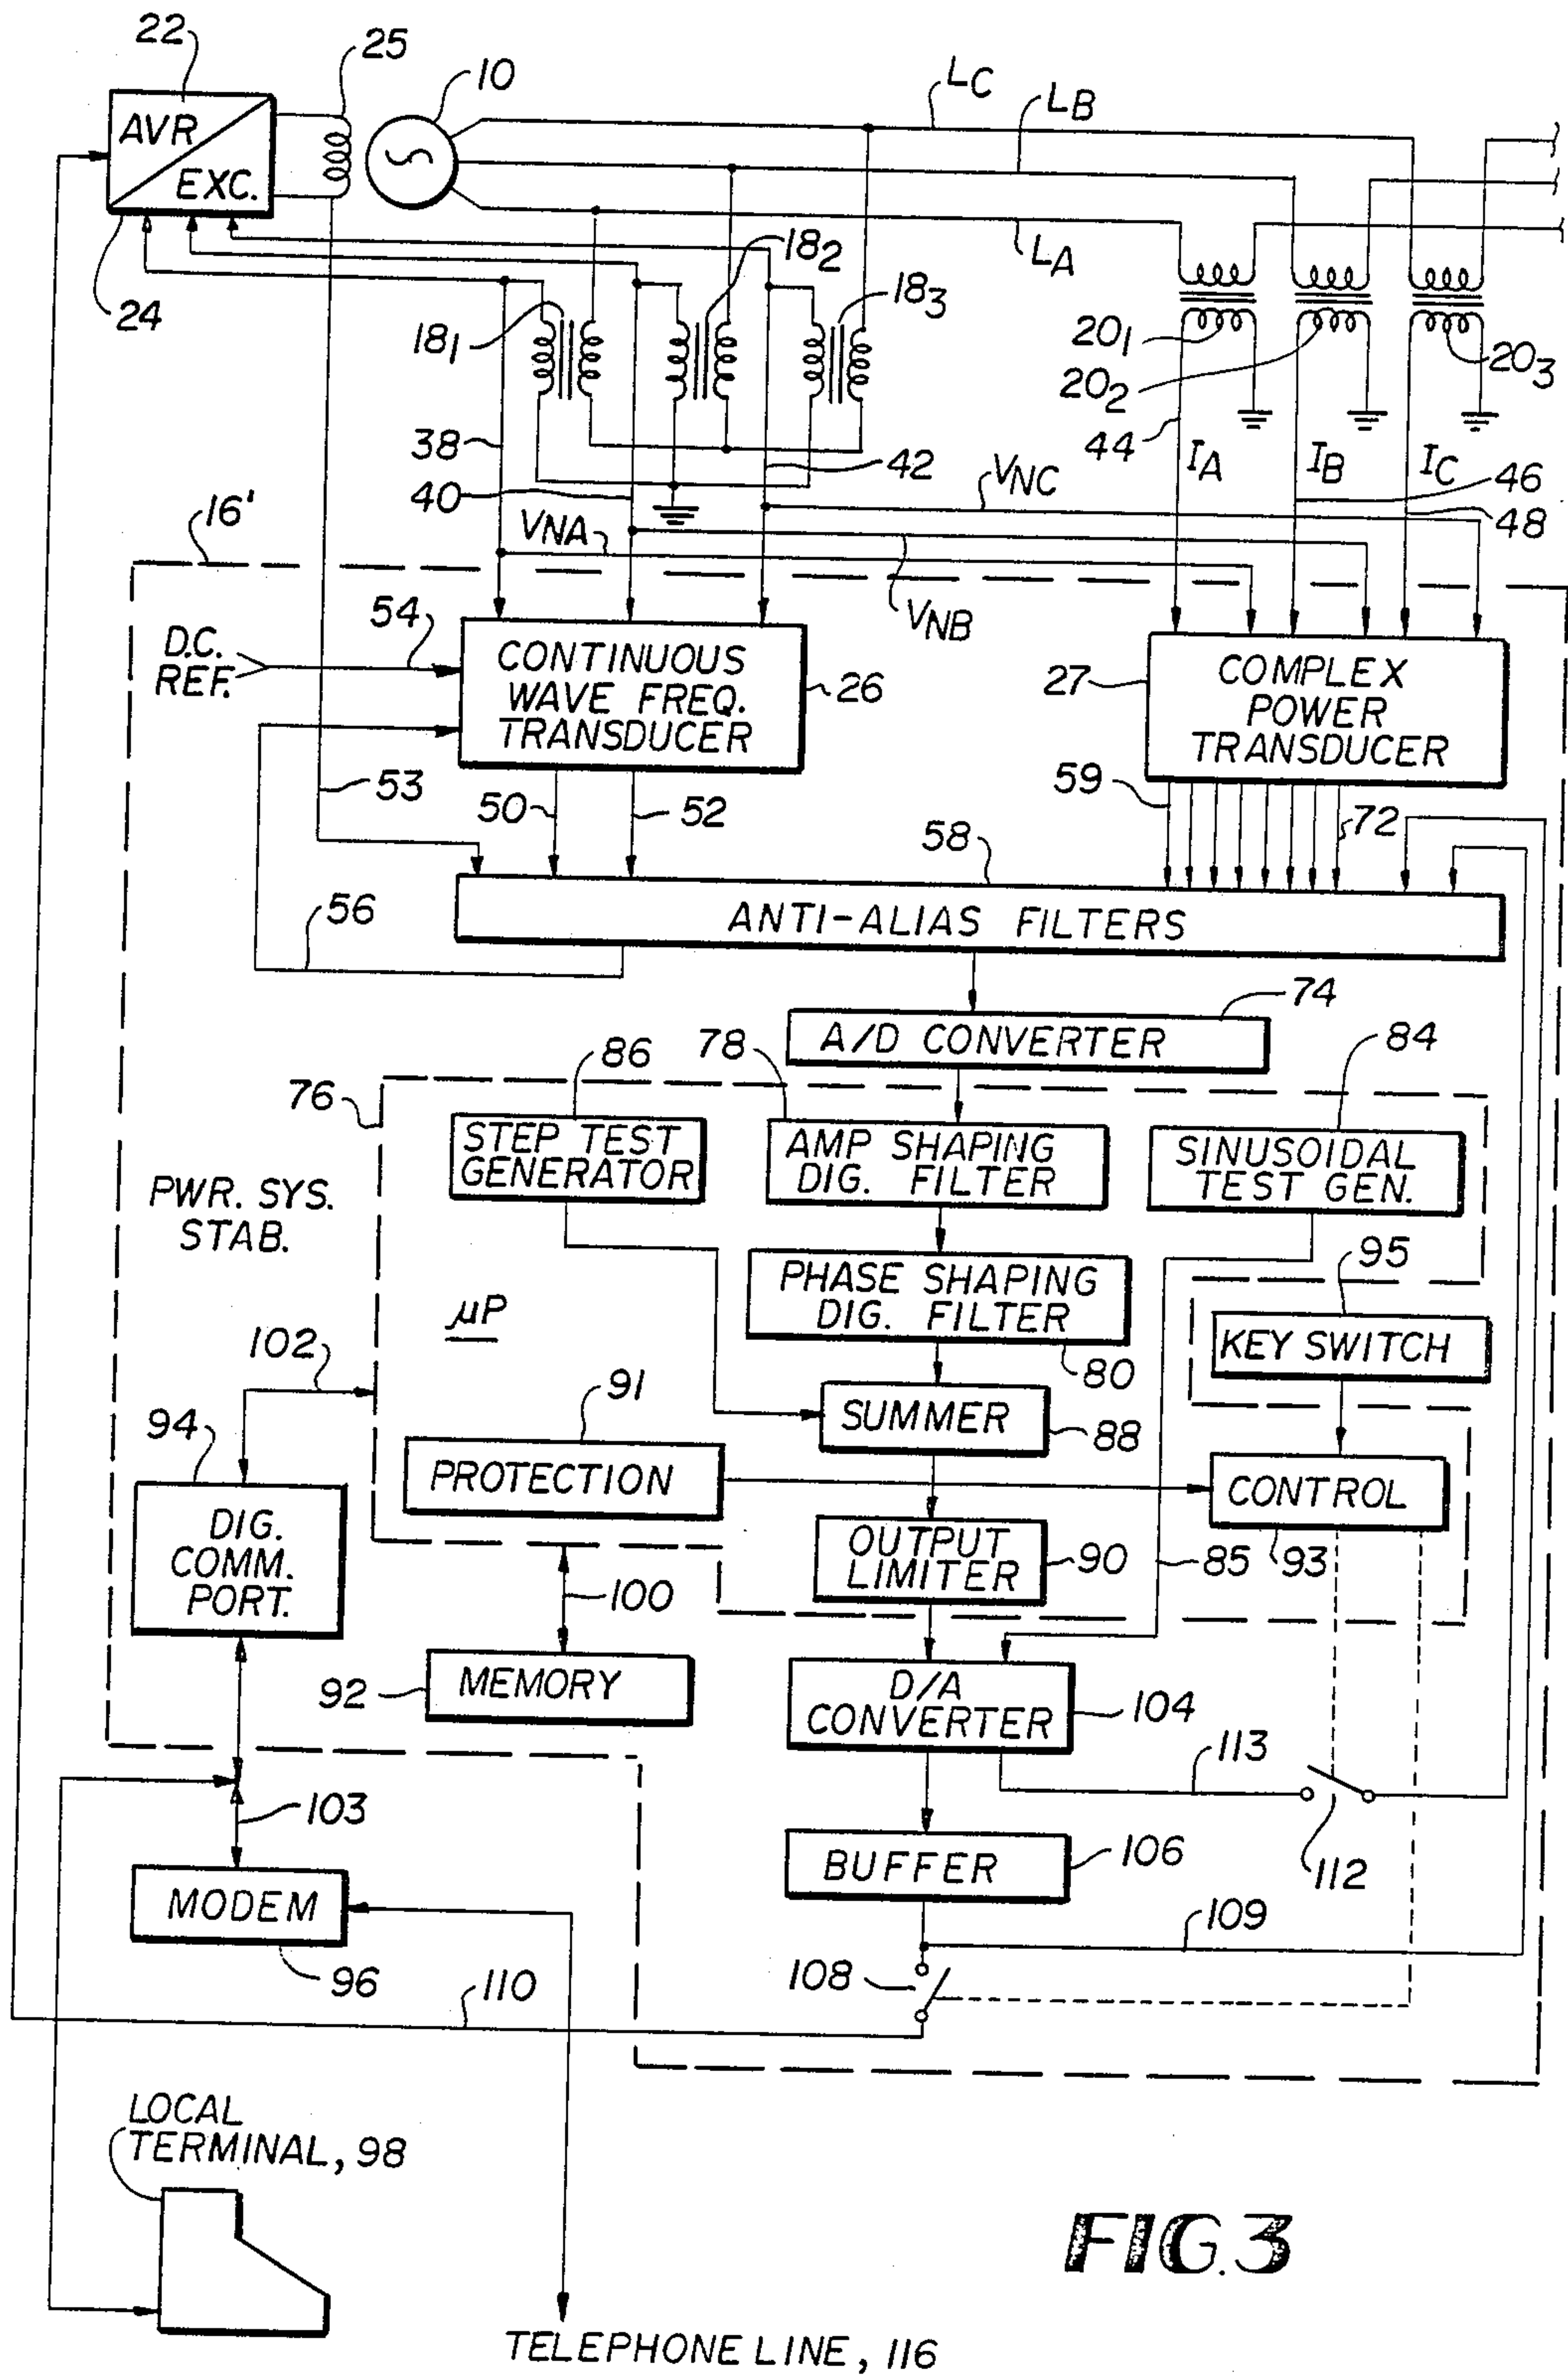 22
25
10
LC
LB
AVR
EXC.
LA
24
181
182
183
201
202
203
38
40
42
44
IA
IB
IC
46
48
VNC
VNA
VNB
16'
D.C.
REF.
54
CONTINUOUS
WAVE FREQ.
TRANSDUCER
26
27
COMPLEX
POWER
TRANSDUCER
53
50
52
59
72
58
ANTI-ALIAS FILTERS
56
74
A/D CONVERTER
76
86
78
84
STEP TEST
GENERATOR
AMP SHAPING
DIG. FILTER
SINUSOIDAL
TEST GEN.
PWR. SYS.
STAB.
PHASE SHAPING
DIG. FILTER
80
95
KEY SWITCH
μP
102
91
SUMMER
88
94
PROTECTION
CONTROL
93
DIG.
COMM.
PORT.
OUTPUT
LIMITER
90
85
100
92
MEMORY
D/A
CONVERTER
104
113
103
112
BUFFER
106
MODEM
96
109
108
110
LOCAL
TERMINAL, 98
FIG. 3
TELEPHONE LINE, 116